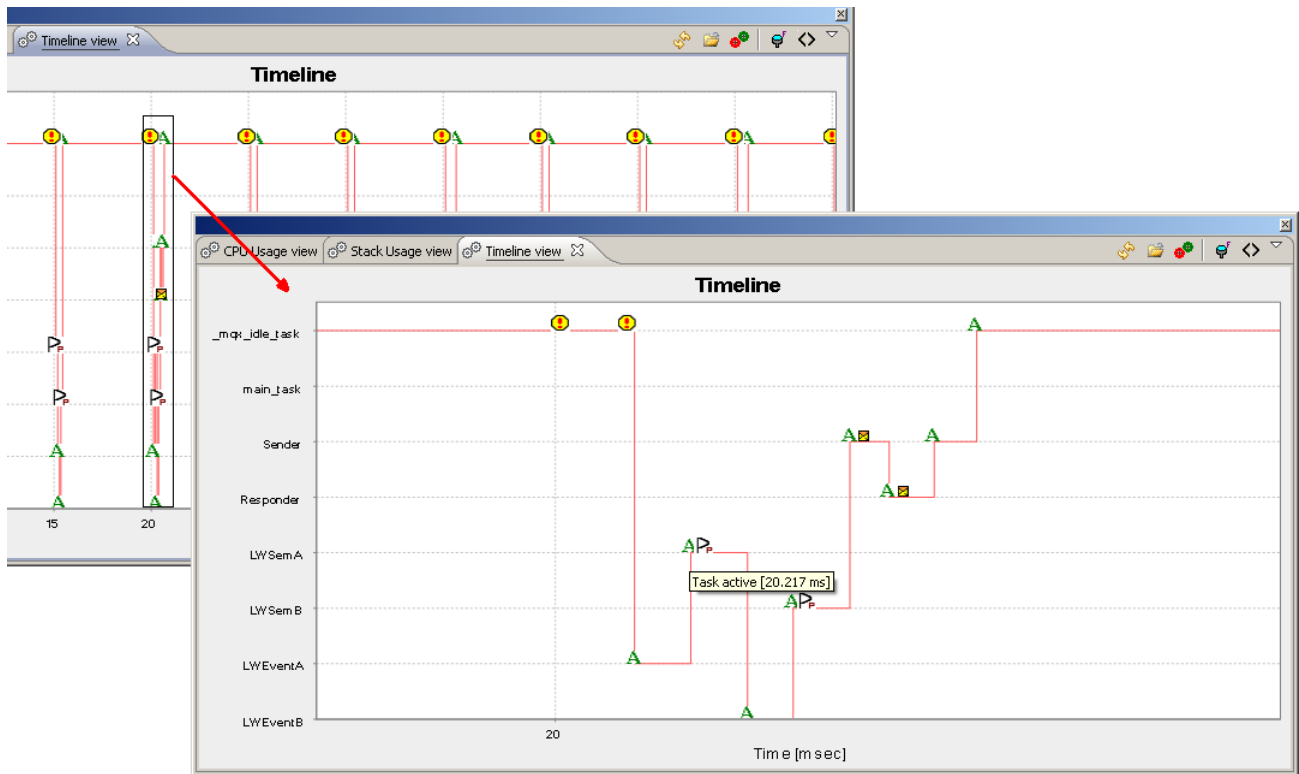 Timeline view
Timeline
15
20
CPU Usage view Stack Usage view Timeline view
Timeline
_mqx_idle_task
main_task
Sender
Responder
LWSemA
Task active [20.217 ms]
LWSemB
LWEventA
LWEventB
20
Time [msec]